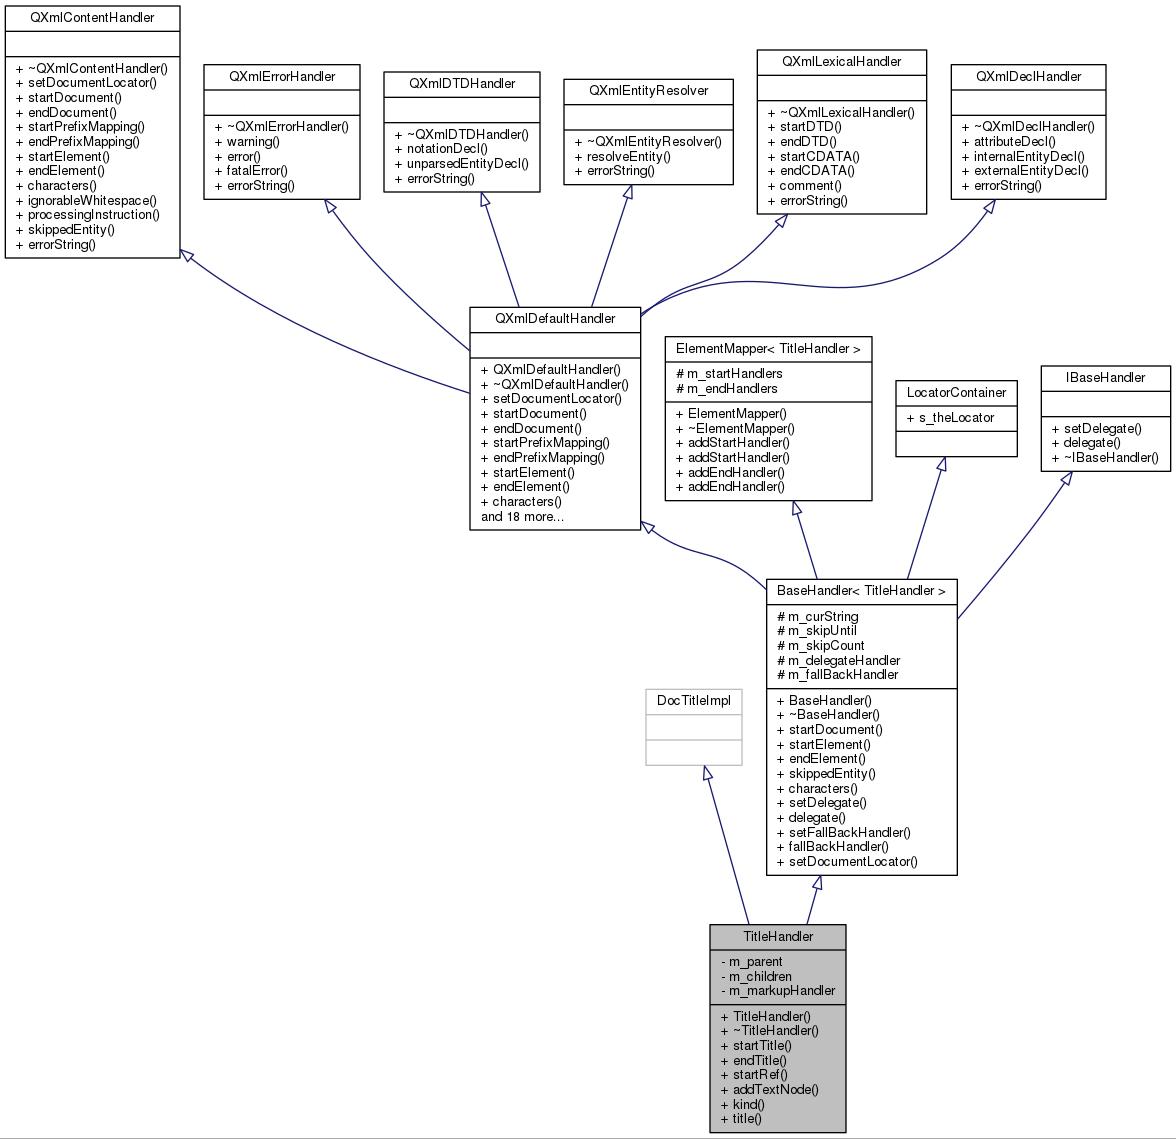 QXmlContentHandler
+ ~QXmlContentHandler()
+ setDocumentLocator()
+ startDocument()
+ endDocument()
+ startPrefixMapping()
+ endPrefixMapping()
+ startElement()
+ endElement()
+ characters()
+ ignorableWhitespace()
+ processingInstruction()
+ skippedEntity()
+ errorString()
QXmlErrorHandler
+ ~QXmlErrorHandler()
+ warning()
+ error()
+ fatalError()
+ errorString()
QXmlDTDHandler
+ ~QXmlDTDHandler()
+ notationDecl()
+ unparsedEntityDecl()
+ errorString()
QXmlEntityResolver
+ ~QXmlEntityResolver()
+ resolveEntity()
+ errorString()
QXmlLexicalHandler
+ ~QXmlLexicalHandler()
+ startDTD()
+ endDTD()
+ startCDATA()
+ endCDATA()
+ comment()
+ errorString()
QXmlDeclHandler
+ ~QXmlDeclHandler()
+ attributeDecl()
+ internalEntityDecl()
+ externalEntityDecl()
+ errorString()
QXmlDefaultHandler
+ QXmlDefaultHandler()
+ ~QXmlDefaultHandler()
+ setDocumentLocator()
+ startDocument()
+ endDocument()
+ startPrefixMapping()
+ endPrefixMapping()
+ startElement()
+ endElement()
+ characters()
and 18 more...
ElementMapper< TitleHandler >
# m_startHandlers
# m_endHandlers
+ ElementMapper()
+ ~ElementMapper()
+ addStartHandler()
+ addStartHandler()
+ addEndHandler()
+ addEndHandler()
LocatorContainer
+ s_theLocator
IBaseHandler
+ setDelegate()
+ delegate()
+ ~IBaseHandler()
BaseHandler< TitleHandler >
# m_curString
# m_skipUntil
# m_skipCount
# m_delegateHandler
# m_fallBackHandler
+ BaseHandler()
+ ~BaseHandler()
+ startDocument()
+ startElement()
+ endElement()
+ skippedEntity()
+ characters()
+ setDelegate()
+ delegate()
+ setFallBackHandler()
+ fallBackHandler()
+ setDocumentLocator()
DocTitleImpl
TitleHandler
- m_parent
- m_children
- m_markupHandler
+ TitleHandler()
+ ~TitleHandler()
+ startTitle()
+ endTitle()
+ startRef()
+ addTextNode()
+ kind()
+ title()